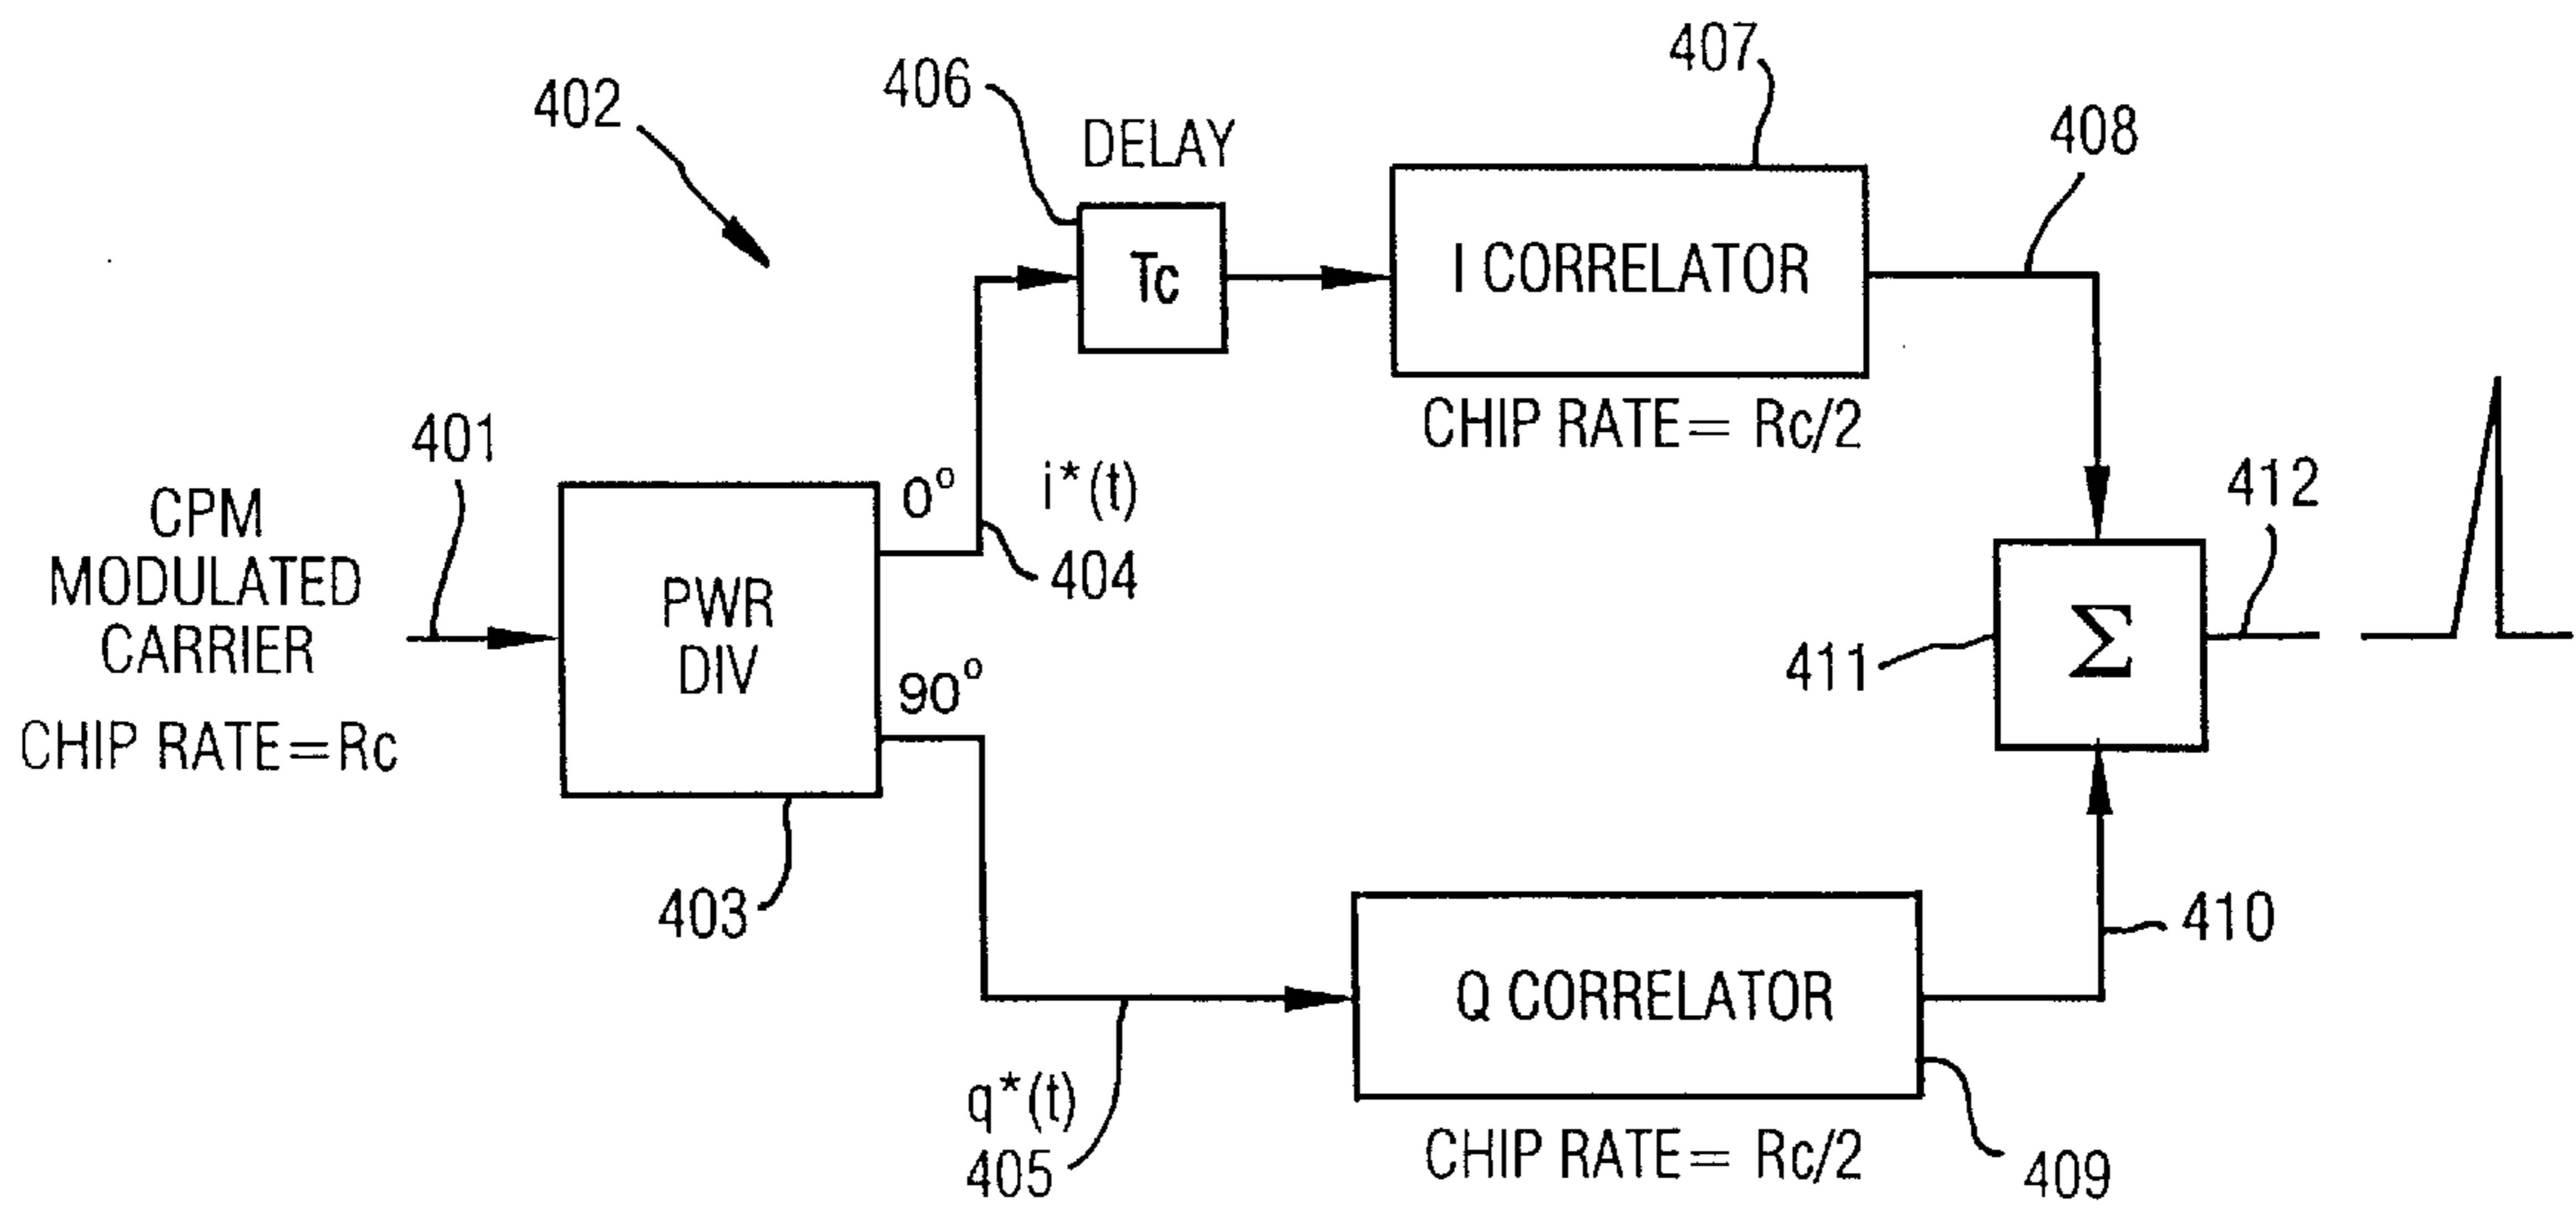 407
406
402
DELAY
408
Tc
I CORRELATOR
CHIP RATE = Rc/2
401
0°
i*(t)
412
CPM
MODULATED
CARRIER
404
PWR
DIV
Σ
411
90°
CHIP RATE=Rc
403
410
Q CORRELATOR
q*(t)
405
CHIP RATE = Rc/2
409